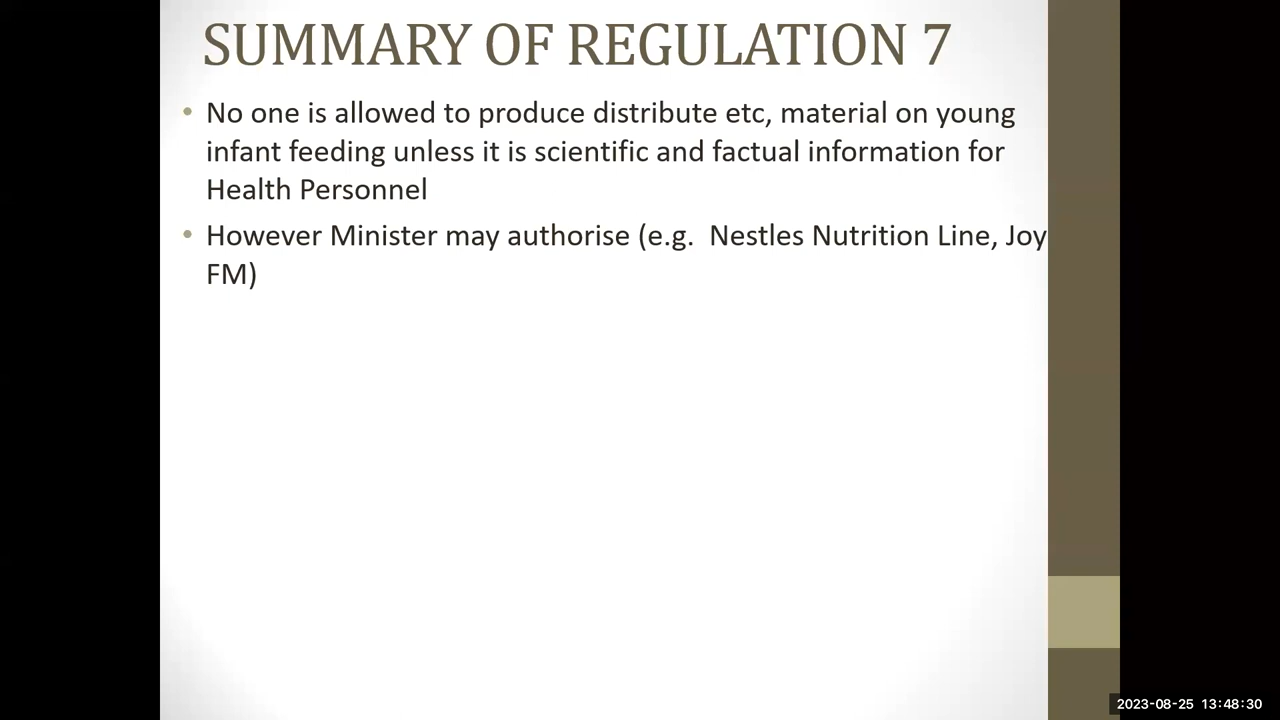 SUMMARY OF REGULATION 7
• No one is allowed to produce distribute etc, material on young
infant feeding unless it is scientific and factual information for
Health Personnel
• However Minister may authorise (e.g.  Nestles Nutrition Line, Joy
FM)
2023-08-25 13:48:30